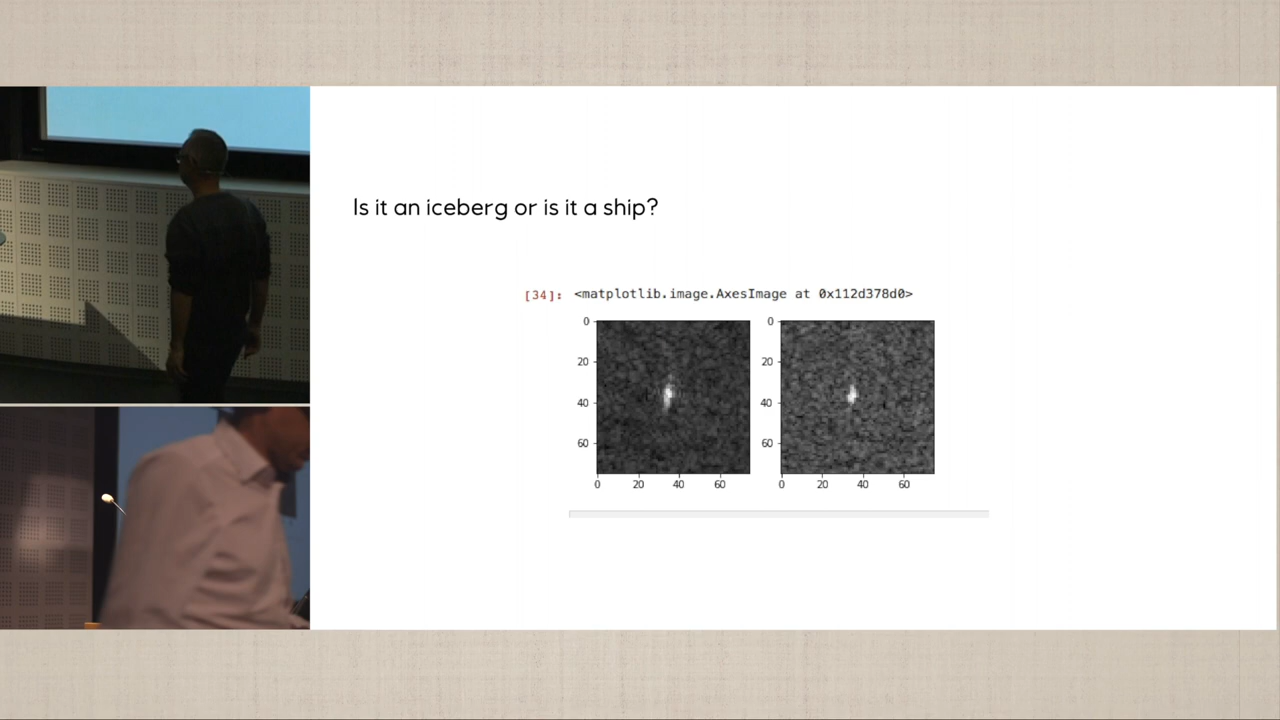 Is it an iceberg or is it a ship?
[34]: <matplotlib.image.AxesImage at 0x112d378d0>
0
20
40
60
0 20 40 60
0
20
40
60
0 20 40 60